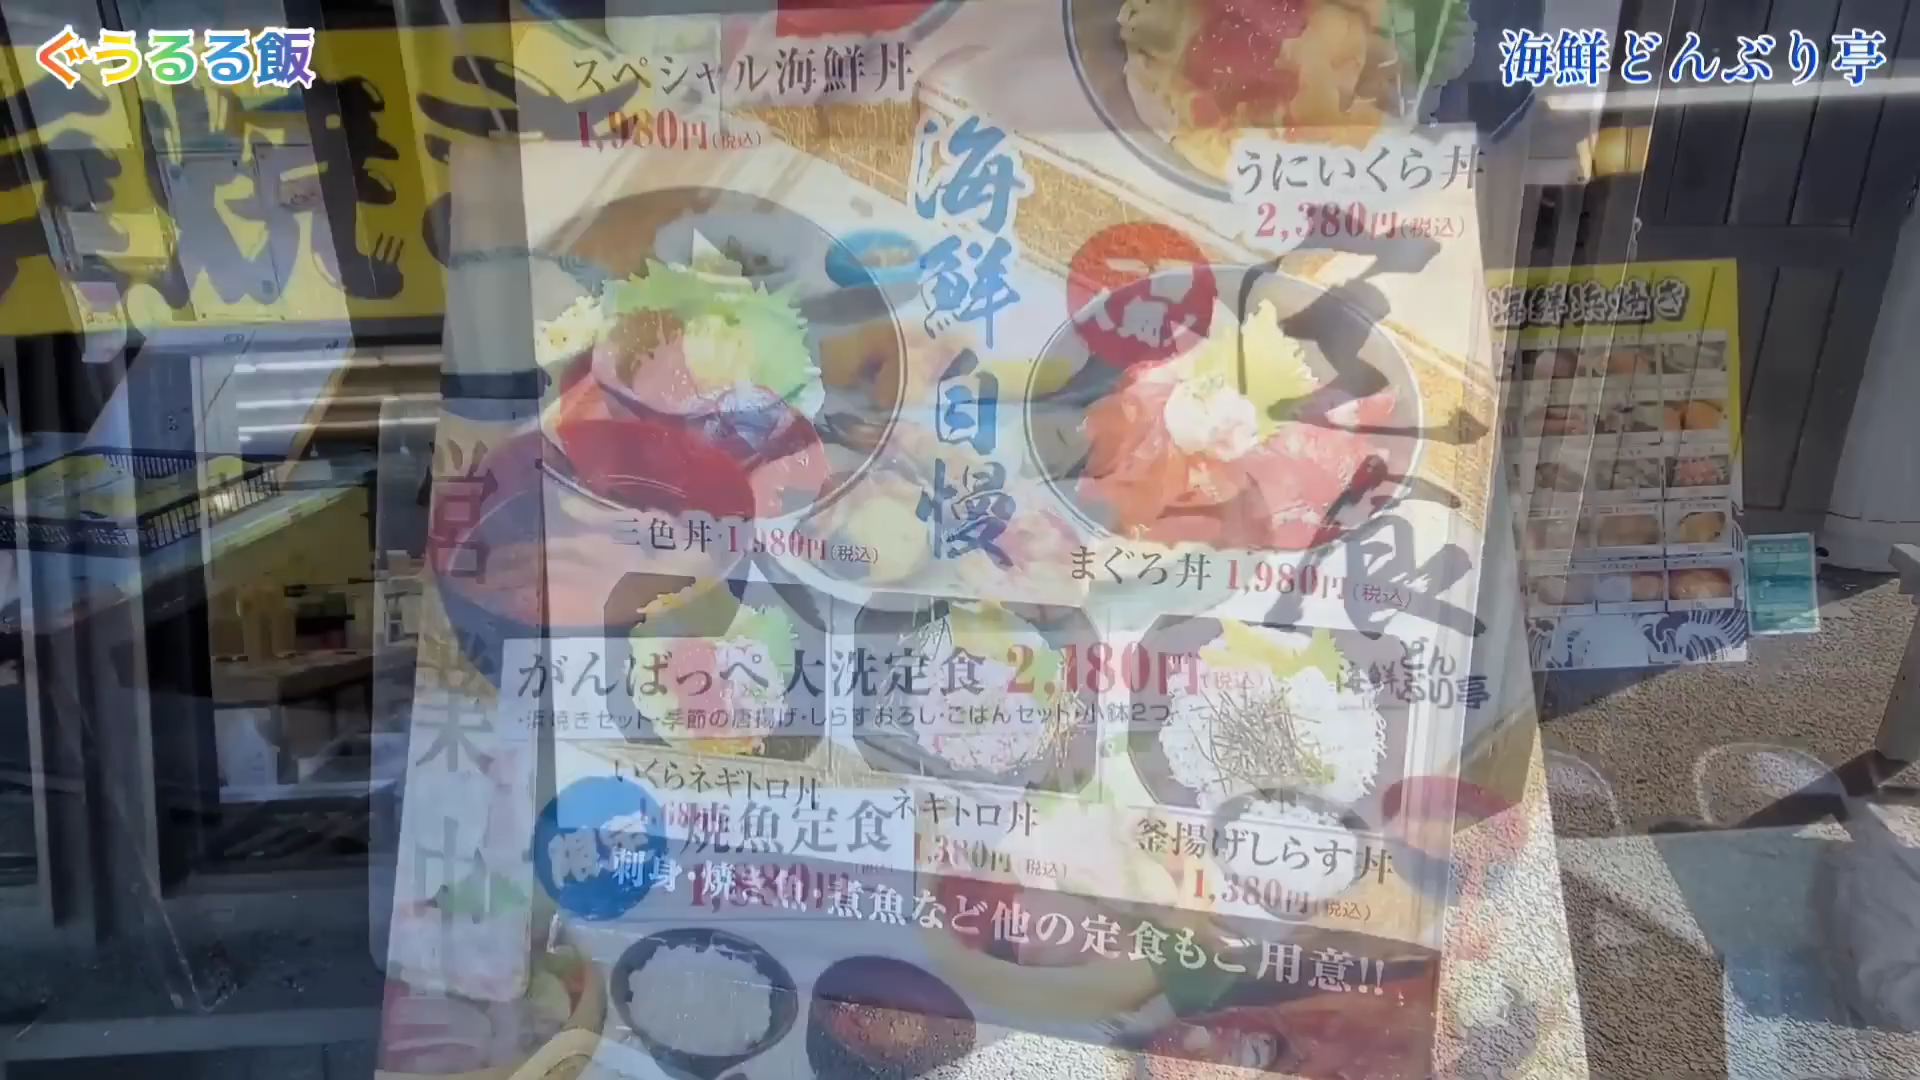 ぐうるる飯
海鮮どんぶり亭
スペシャル海鮮丼
1,980円(税込)
うにいくら丼
2,380円(税込)
海鮮自慢
海鮮浜焼き
三色丼 1,980円(税込)
まぐろ丼 1,980円(税込)
営業中
がんばっぺ大洗定食 2,180円(税込)
・浜焼きセット・季節の唐揚げ・しらすおろし・ごはんセット・小鉢2つ
海鮮どんぶり亭
いくらネギトロ丼
ネギトロ丼
1,380円(税込)
釜揚げしらす丼
1,380円(税込)
限定
焼魚定食
刺身・焼き魚・煮魚など他の定食もご用意!!